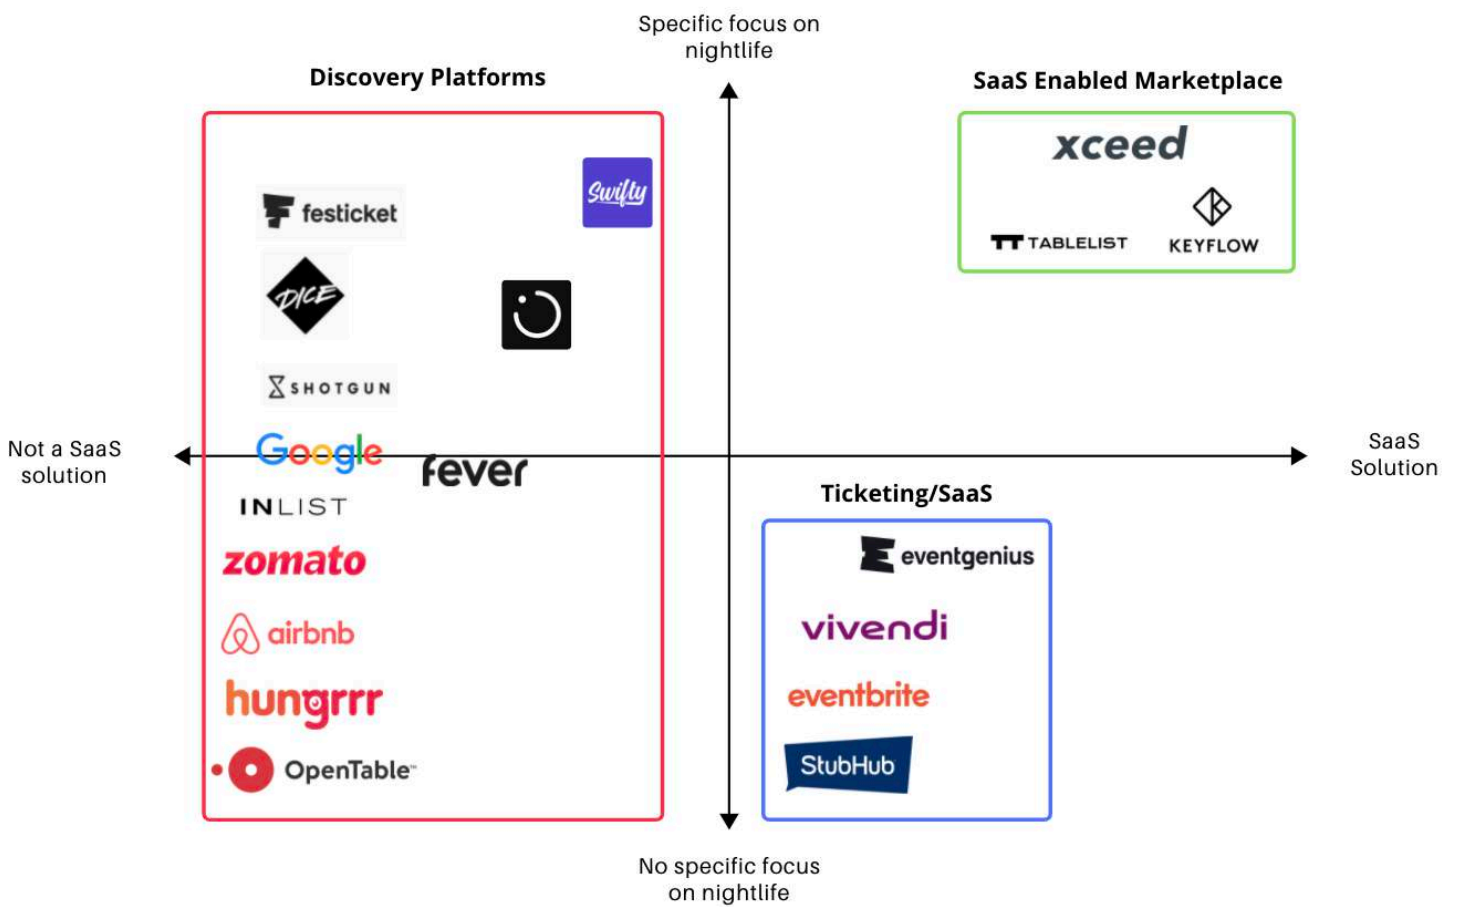 Specific focus on
nightlife
Discovery Platforms
SaaS Enabled Marketplace
xceed
Swifty
festicket
KEYFLOW
TABLELIST
DICE
SHOTGUN
Not a SaaS
solution
Google
fever
SaaS
Solution
INLIST
Ticketing/SaaS
zomato
eventgenius
airbnb
vivendi
hungrrr
eventbrite
OpenTable™
StubHub
No specific focus
on nightlife